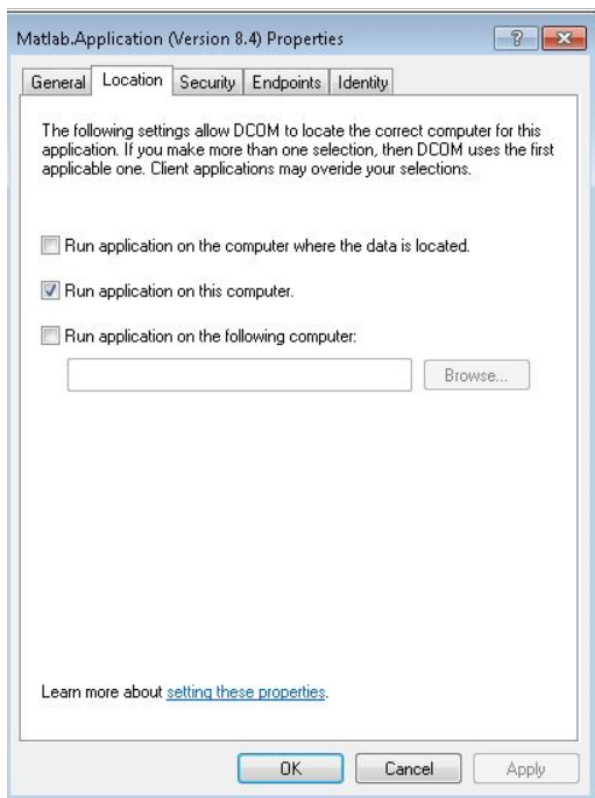 Matlab.Application (Version 8.4) Properties
General Location Security Endpoints Identity
The following settings allow DCOM to locate the correct computer for this
application. If you make more than one selection, then DCOM uses the first
applicable one. Client applications may overide your selections.
Run application on the computer where the data is located.
Run application on this computer.
Run application on the following computer:
Browse...
Learn more about setting these properties.
OK Cancel Apply